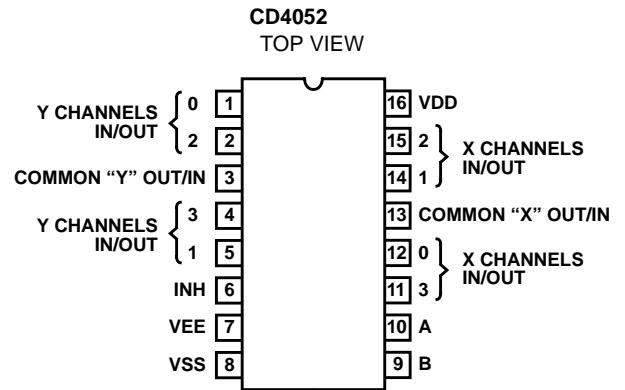 CD4052
TOP VIEW
Y CHANNELS
IN/OUT
0 1
2 2
COMMON “Y” OUT/IN 3
Y CHANNELS
IN/OUT
3 4
1 5
INH 6
VEE 7
VSS 8
16 VDD
15 2
14 1
X CHANNELS
IN/OUT
13 COMMON “X” OUT/IN
12 0
11 3
X CHANNELS
IN/OUT
10 A
9 B